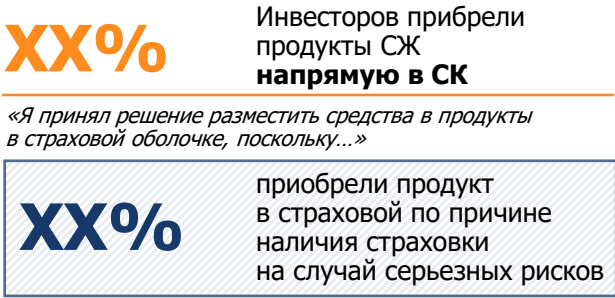 XX%
Инвесторов прибрели
продукты СЖ
напрямую в СК
«Я принял решение разместить средства в продукты
в страховой оболочке, поскольку…»
XX%
приобрели продукт
в страховой по причине
наличия страховки
на случай серьезных рисков